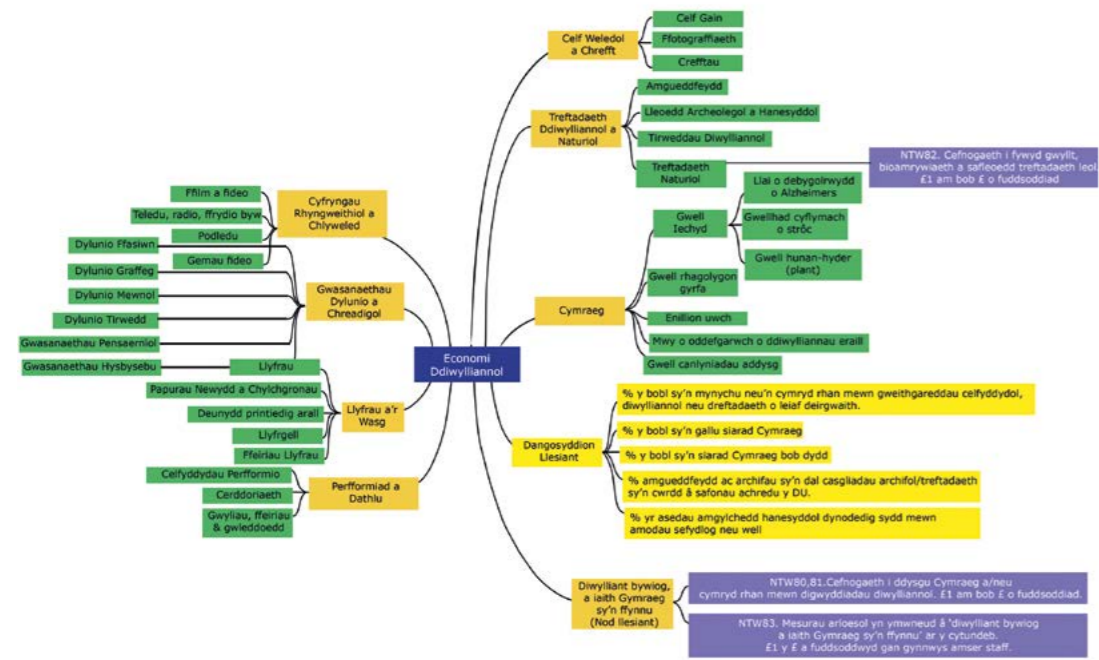 Celf Weledol
a Chrefft
Celf Gain
Ffotograffiaeth
Crefftau
Treftadaeth
Ddiwylliannol a
Naturiol
Amgueddfeydd
Lleoedd Archeolegol a Hanesyddol
Tirweddau Diwylliannol
Treftadaeth
Naturiol
NTW82. Cefnogaeth i fywyd gwyllt,
bioamrywiaeth a safleoedd treftadaeth leol.
£1 am bob £ o fuddsoddiad
Cymraeg
Gwell
Iechyd
Llai o debygolrwydd
o Alzheimers
Gwellhad cyflymach
o strôc
Gwell hunan-hyder
(plant)
Gwell rhagolygon
gyrfa
Enillion uwch
Mwy o oddefgarwch o ddiwylliannau eraill
Gwell canlyniadau addysg
Economi
Ddiwylliannol
Dangosyddion
Llesiant
% y bobl sy'n mynychu neu'n cymryd rhan mewn gweithgareddau celfyddydol,
diwylliannol neu dreftadaeth o leiaf deirgwaith.
% y bobl sy'n gallu siarad Cymraeg
% y bobl sy'n siarad Cymraeg bob dydd
% amgueddfeydd ac archifau sy'n dal casgliadau archifol/treftadaeth
sy'n cwrdd â safonau achredu y DU.
% yr asedau amgylchedd hanesyddol dynodedig sydd mewn
amodau sefydlog neu well
Diwylliant bywiog,
a iaith Gymraeg
sy'n ffynnu
(Nod llesiant)
NTW80,81.Cefnogaeth i ddysgu Cymraeg a/neu
cymryd rhan mewn digwyddiadau diwylliannol. £1 am bob £ o fuddsoddiad.
NTW83. Mesurau arloesol yn ymwneud â 'diwylliant bywiog
a iaith Gymraeg sy'n ffynnu' ar y cytundeb.
£1 y £ a fuddsoddwyd gan gynnwys amser staff.
Cyfryngau
Rhyngweithiol a
Chlyweled
Ffilm a fideo
Teledu, radio, ffrydio byw
Podledu
Gemau fideo
Gwasanaethau
Dylunio a
Chreadigol
Dylunio Ffasiwn
Dylunio Graffeg
Dylunio Mewnol
Dylunio Tirwedd
Gwasanaethau Pensaerniol
Gwasanaethau Hysbysebu
Llyfrau a'r
Wasg
Llyfrau
Papurau Newydd a Chylchgronau
Deunydd printiedig arall
Llyfrgell
Ffeiriau Llyfrau
Perfformiad a
Dathlu
Celfyddydau Perfformio
Cerddoriaeth
Gwyliau, ffeiriau
& gwleddoedd